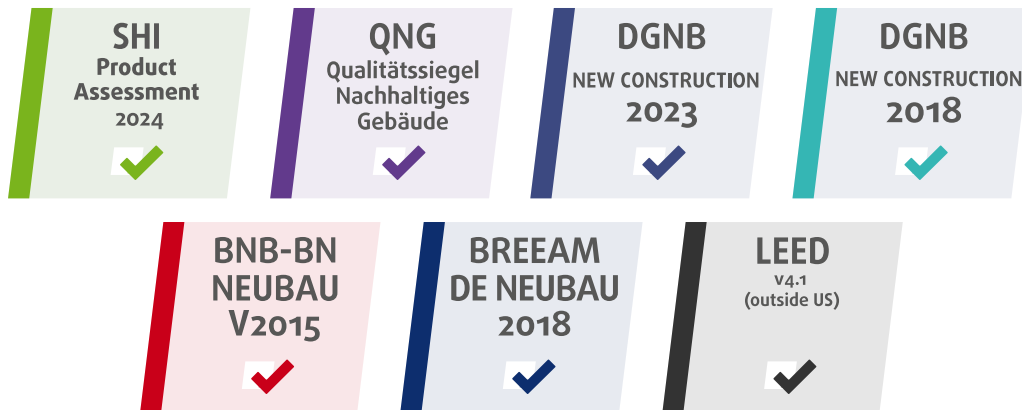 SHI
Product
Assessment
2024
QNG
Qualitätssiegel
Nachhaltiges
Gebäude
DGNB
NEW CONSTRUCTION
2023
DGNB
NEW CONSTRUCTION
2018
BNB-BN
NEUBAU
V2015
BREEAM
DE NEUBAU
2018
LEED
v4.1
(outside US)